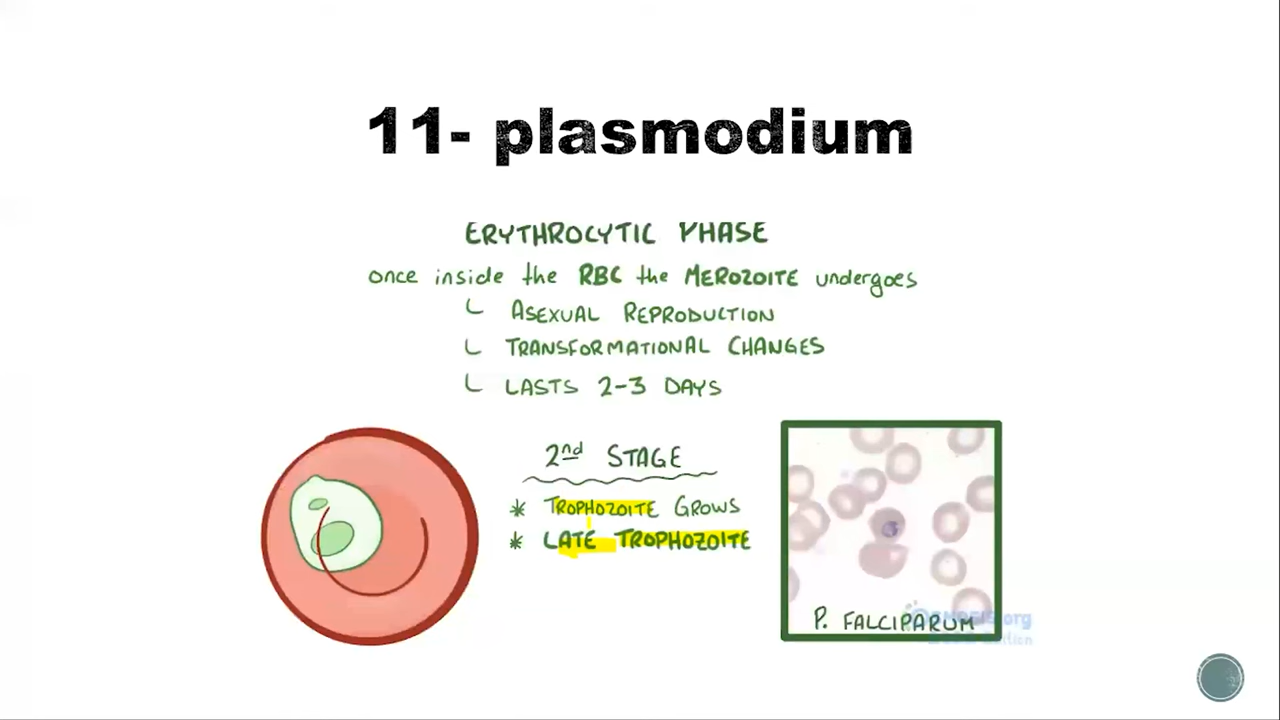 11- plasmodium
ERYTHROCYTIC PHASE
once inside the RBC the MEROZOITE undergoes
ASEXUAL REPRODUCTION
TRANSFORMATIONAL CHANGES
LASTS 2-3 DAYS
2nd STAGE
* TROPHOZOITE GROWS
* LATE TROPHOZOITE
P. FALCIPARUM